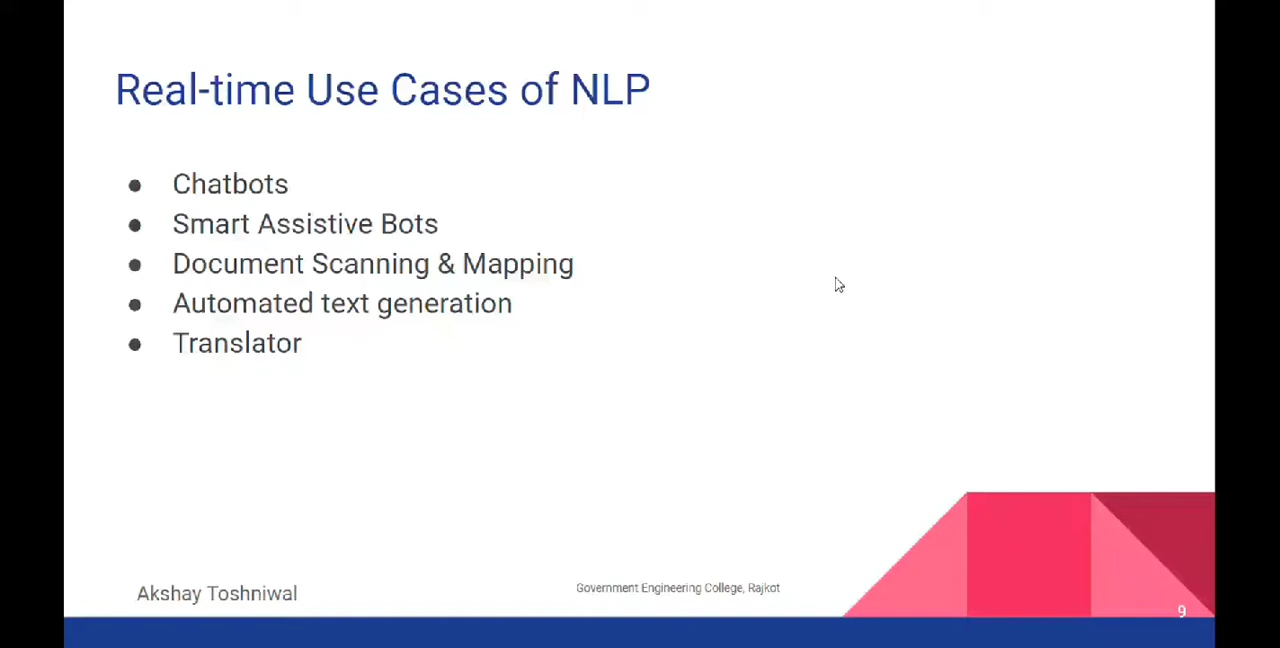 Real-time Use Cases of NLP
● Chatbots
● Smart Assistive Bots
● Document Scanning & Mapping
● Automated text generation
● Translator
Akshay Toshniwal
Government Engineering College, Rajkot
9